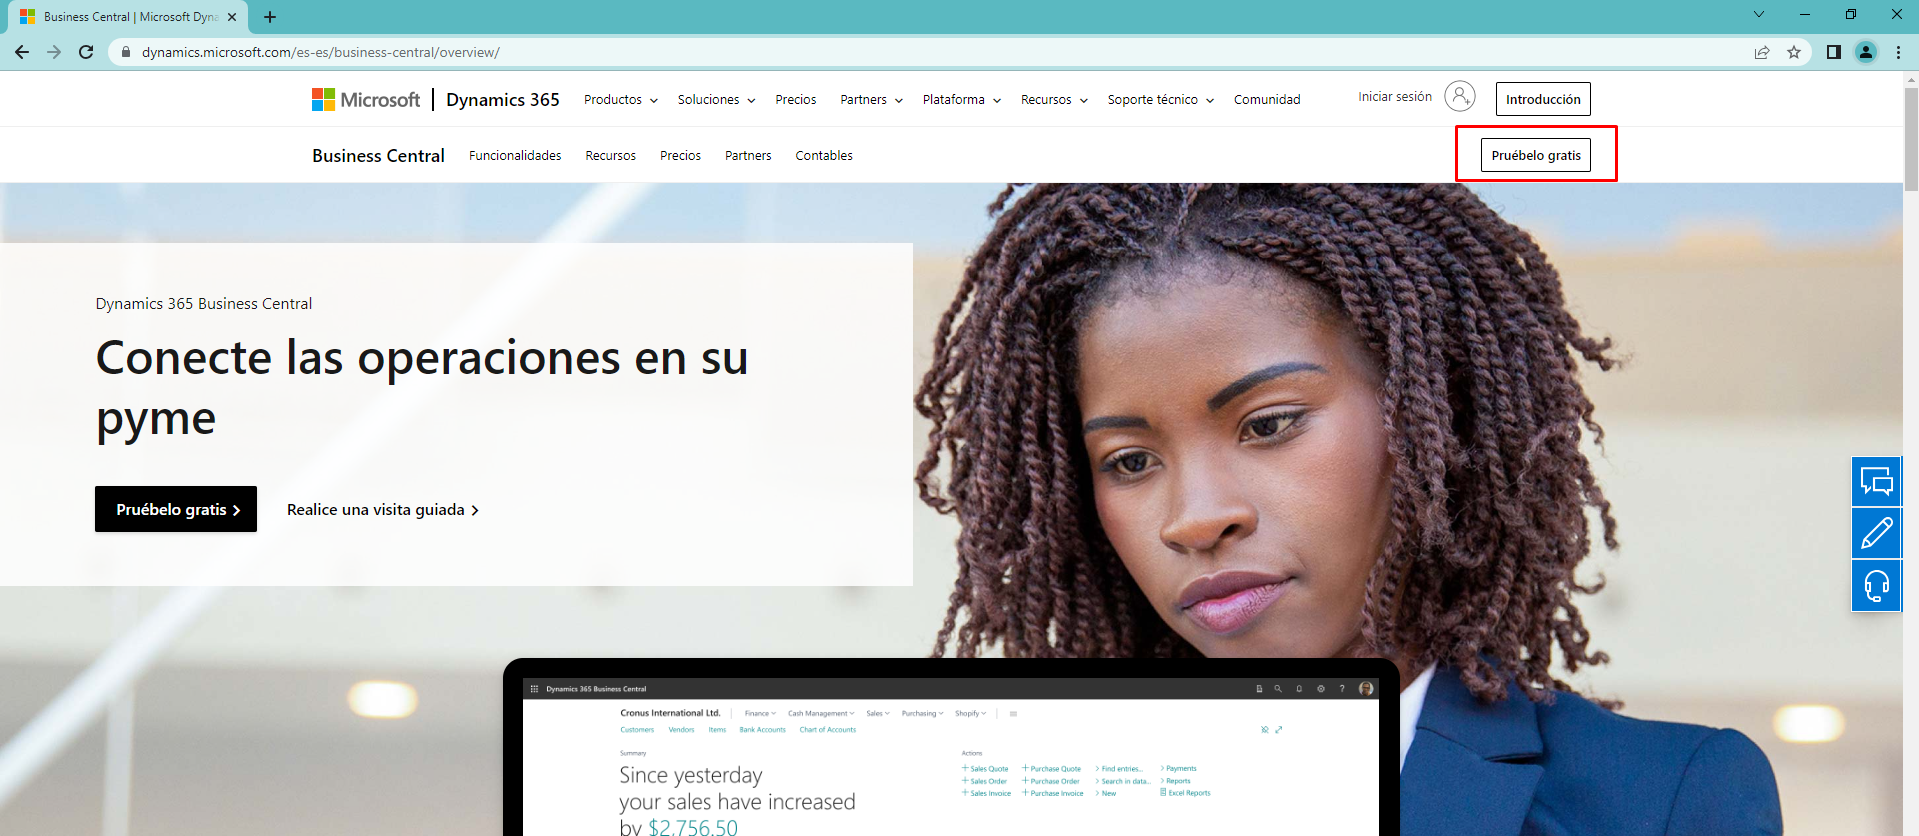 Business Central | Microsoft Dyna
dynamics.microsoft.com/es-es/business-central/overview/
Microsoft | Dynamics 365 Productos Soluciones Precios Partners Plataforma Recursos Soporte técnico Comunidad Iniciar sesión Introducción
Business Central Funcionalidades Recursos Precios Partners Contables Pruébelo gratis
Dynamics 365 Business Central
Conecte las operaciones en su
pyme
Pruébelo gratis Realice una visita guiada
Dynamics 365 Business Central
Cronus International Ltd. Finance Cash Management Sales Purchasing Shopify
Customers Vendors Items Bank Accounts Chart of Accounts
Summary
Since yesterday
your sales have increased
by $2,756.50
Actions
+ Sales Quote + Purchase Quote > Find entries... > Payments
+ Sales Order + Purchase Order > Search in data... > Reports
+ Sales Invoice + Purchase Invoice > New Excel Reports